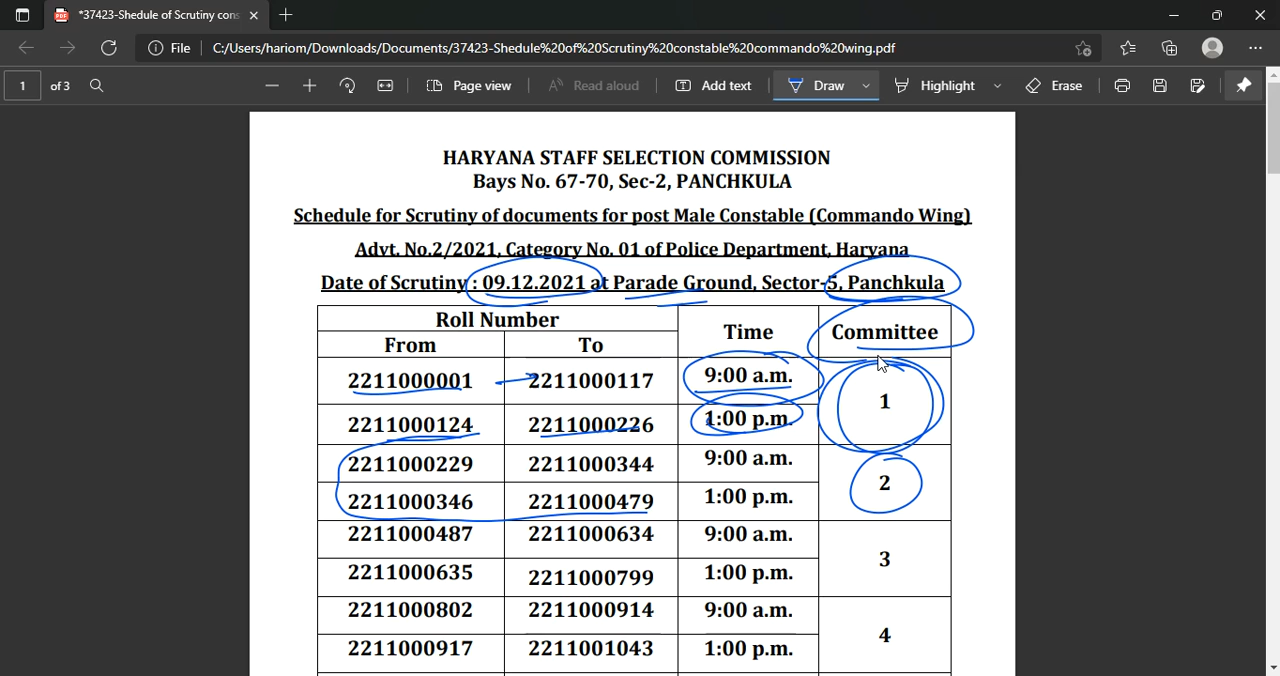 *37423-Shedule of Scrutiny cons
File C:/Users/hariom/Downloads/Documents/37423-Shedule%20of%20Scrutiny%20constable%20commando%20wing.pdf
1 of 3 Page view Read aloud Add text Draw Highlight Erase
HARYANA STAFF SELECTION COMMISSION
Bays No. 67-70, Sec-2, PANCHKULA
Schedule for Scrutiny of documents for post Male Constable (Commando Wing)
Advt. No.2/2021, Category No. 01 of Police Department, Haryana
Date of Scrutiny : 09.12.2021 at Parade Ground, Sector-5, Panchkula
Roll Number Time Committee
From To
2211000001 2211000117 9:00 a.m. 1
2211000124 2211000226 1:00 p.m.
2211000229 2211000344 9:00 a.m. 2
2211000346 2211000479 1:00 p.m.
2211000487 2211000634 9:00 a.m. 3
2211000635 2211000799 1:00 p.m.
2211000802 2211000914 9:00 a.m. 4
2211000917 2211001043 1:00 p.m.